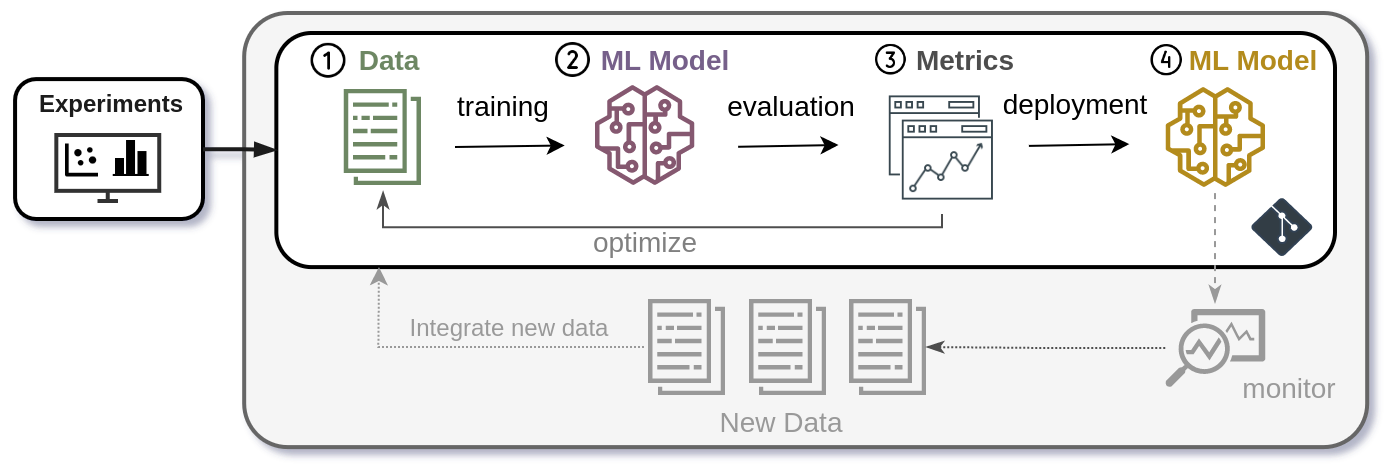 Experiments
1 Data
2 ML Model
3 Metrics
4 ML Model
training
evaluation
deployment
optimize
Integrate new data
New Data
monitor